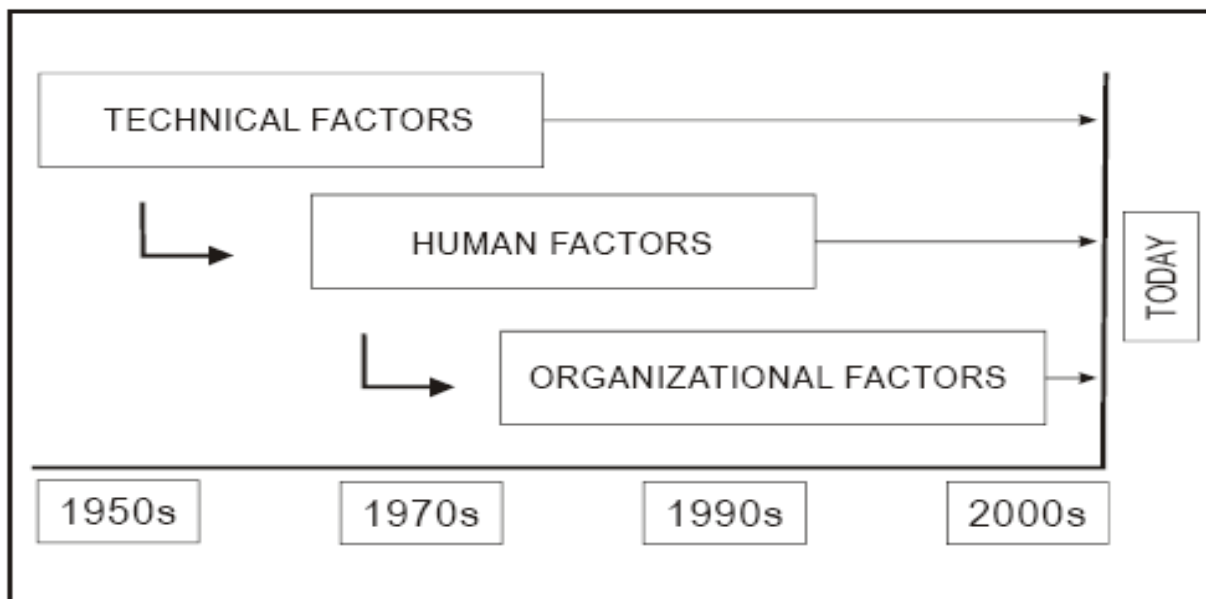 TECHNICAL FACTORS
HUMAN FACTORS
TODAY
ORGANIZATIONAL FACTORS
1950s
1970s
1990s
2000s